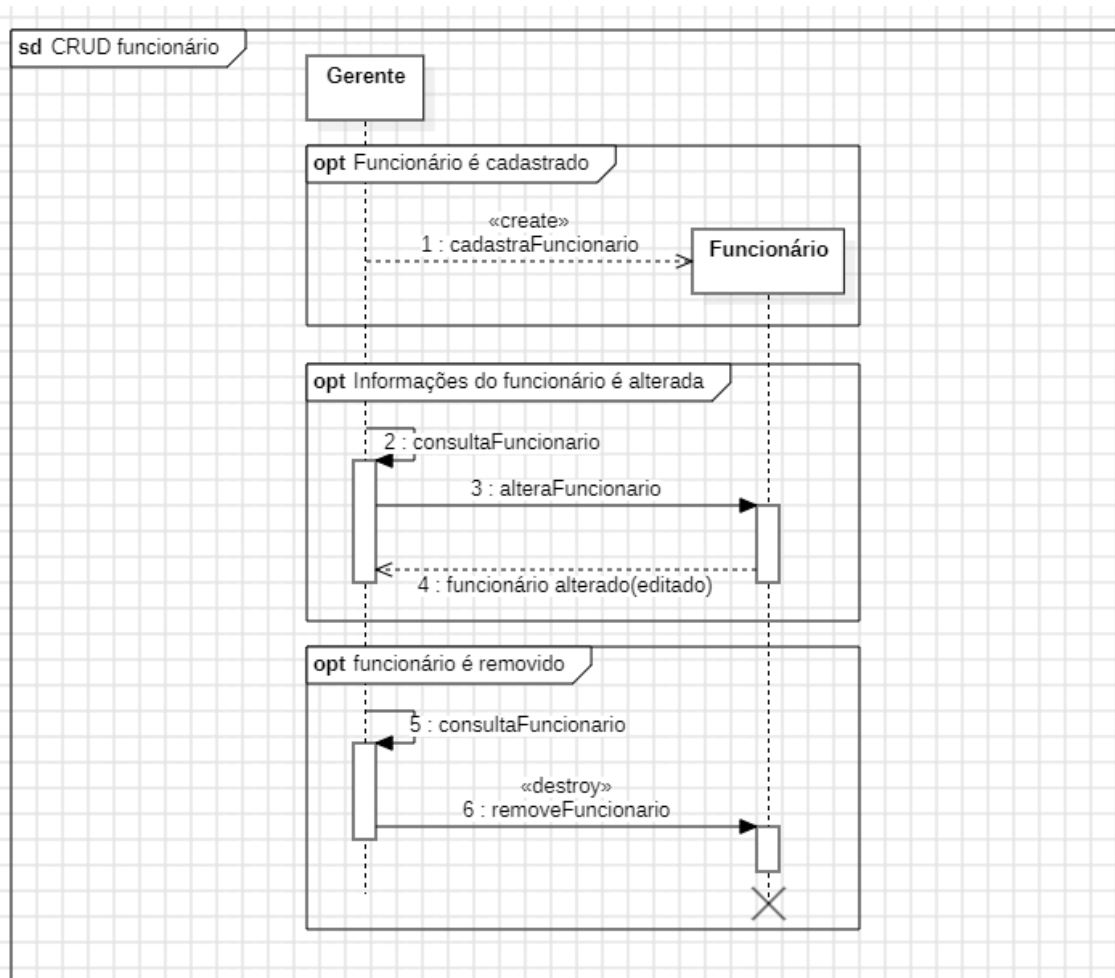 sd CRUD funcionário
Gerente
opt Funcionário é cadastrado
«create»
1 : cadastraFuncionario
Funcionário
opt Informações do funcionário é alterada
2 : consultaFuncionario
3 : alteraFuncionario
4 : funcionário alterado(editado)
opt funcionário é removido
5 : consultaFuncionario
«destroy»
6 : removeFuncionario